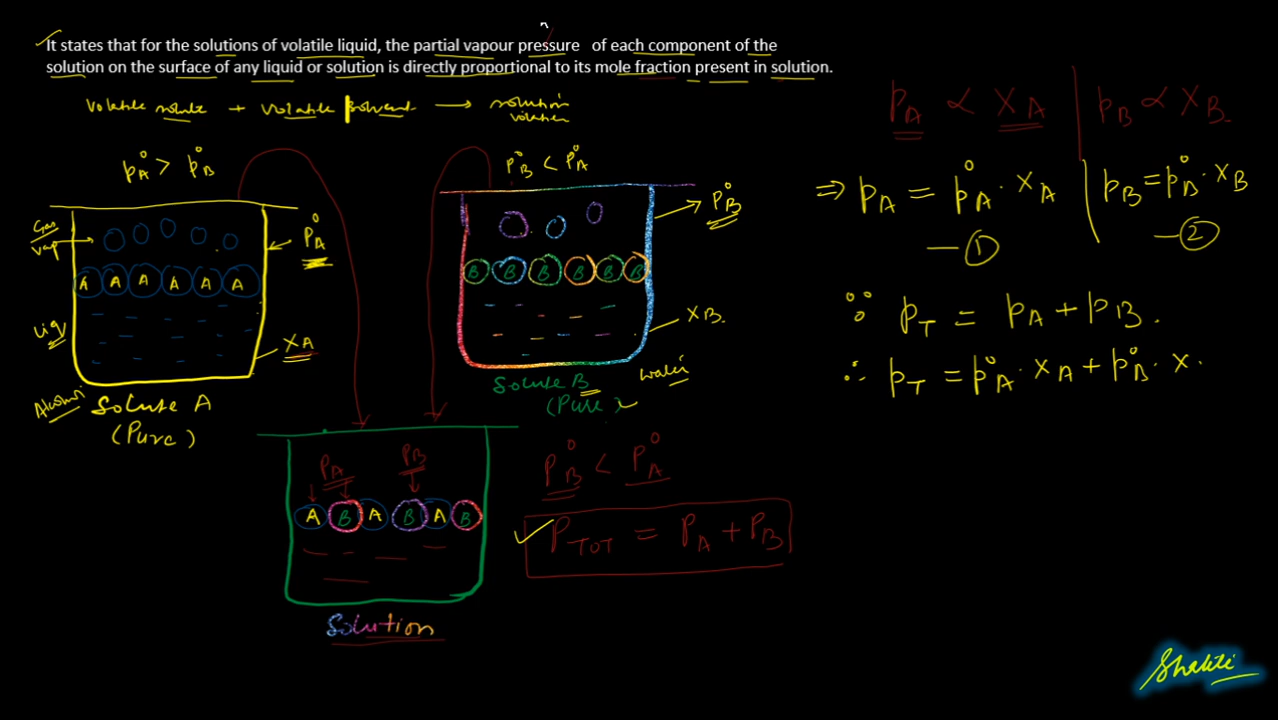 It states that for the solutions of volatile liquid, the partial vapour pressure of each component of the
solution on the surface of any liquid or solution is directly proportional to its mole fraction present in solution.
Volatile solute + volatile solvent → solution
p°A > p°B
p°B < p°A
Gas
vap
Liq
p°A
XA
A A A A A A
Alcohol
Solute A
(Pure)
p°B
XB
B B B B B B
Water
Solute B
(Pure)
PA PB
A B A B A B
Solution
p°B < p°A
PTOT = PA + PB
pA ∝ XA | pB ∝ XB.
⇒ pA = p°A · XA | pB = p°B · XB
— ① — ②
∵ pT = pA + pB.
∴ pT = p°A · XA + p°B · X
Shakti